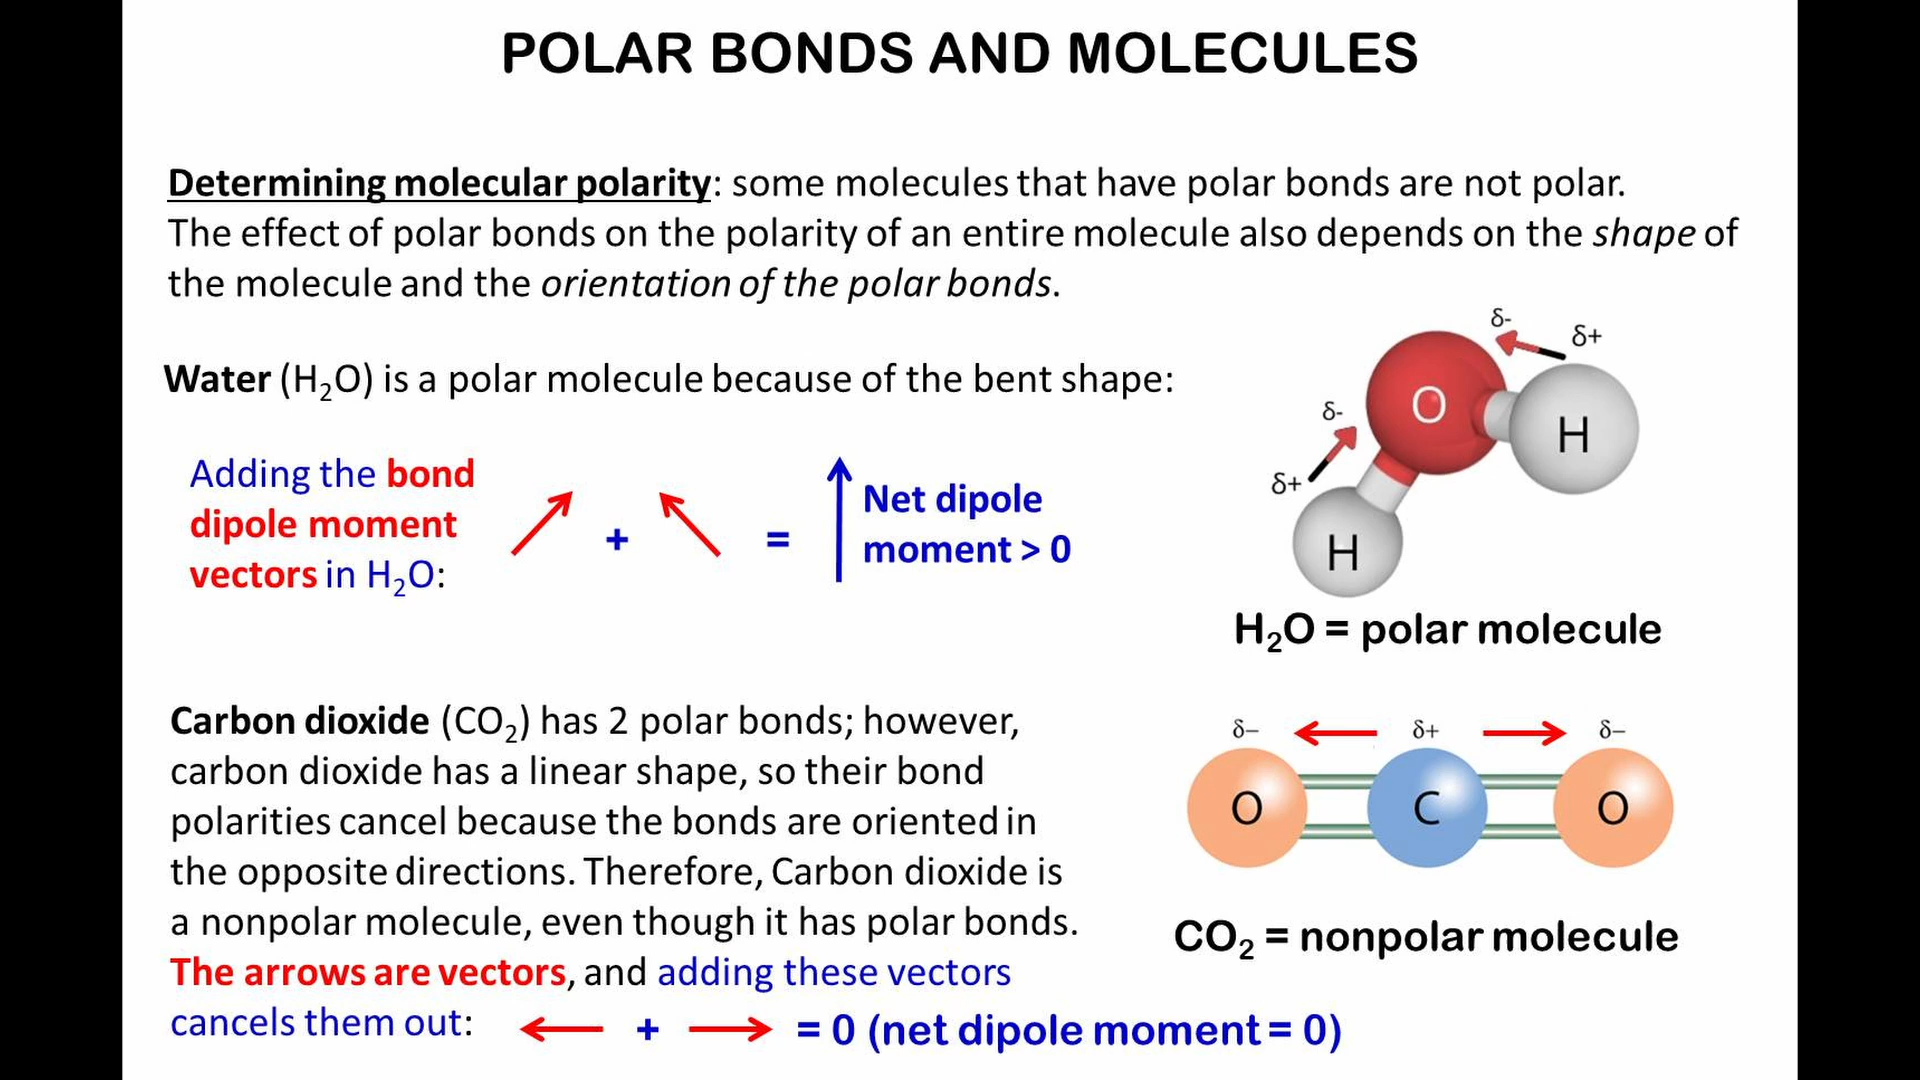 POLAR BONDS AND MOLECULES
Determining molecular polarity: some molecules that have polar bonds are not polar.
The effect of polar bonds on the polarity of an entire molecule also depends on the shape of
the molecule and the orientation of the polar bonds.
Water (H₂O) is a polar molecule because of the bent shape:
Adding the bond
dipole moment
vectors in H₂O:
+
=
Net dipole
moment > 0
δ-
δ+
δ-
δ+
O
H
H
H₂O = polar molecule
Carbon dioxide (CO₂) has 2 polar bonds; however,
carbon dioxide has a linear shape, so their bond
polarities cancel because the bonds are oriented in
the opposite directions. Therefore, Carbon dioxide is
a nonpolar molecule, even though it has polar bonds.
The arrows are vectors, and adding these vectors
cancels them out:
+
= 0 (net dipole moment = 0)
δ− δ+ δ−
O C O
CO₂ = nonpolar molecule